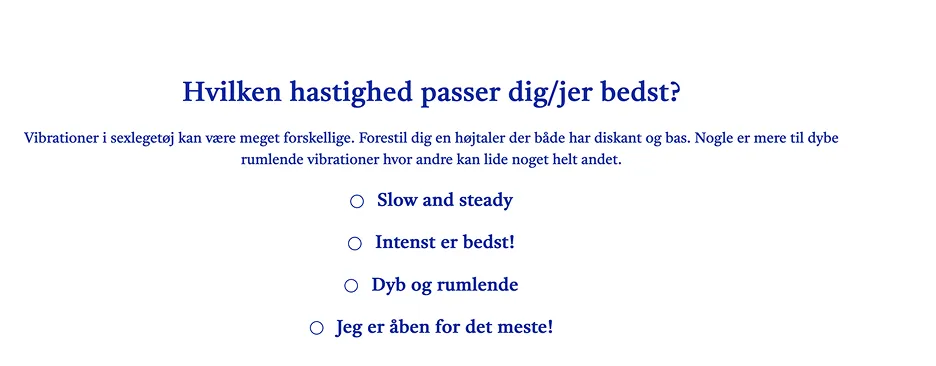 Hvilken hastighed passer dig/jer bedst?
Vibrationer i sexlegetøj kan være meget forskellige. Forestil dig en højtaler der både har diskant og bas. Nogle er mere til dybe
rumlende vibrationer hvor andre kan lide noget helt andet.
Slow and steady
Intenst er bedst!
Dyb og rumlende
Jeg er åben for det meste!